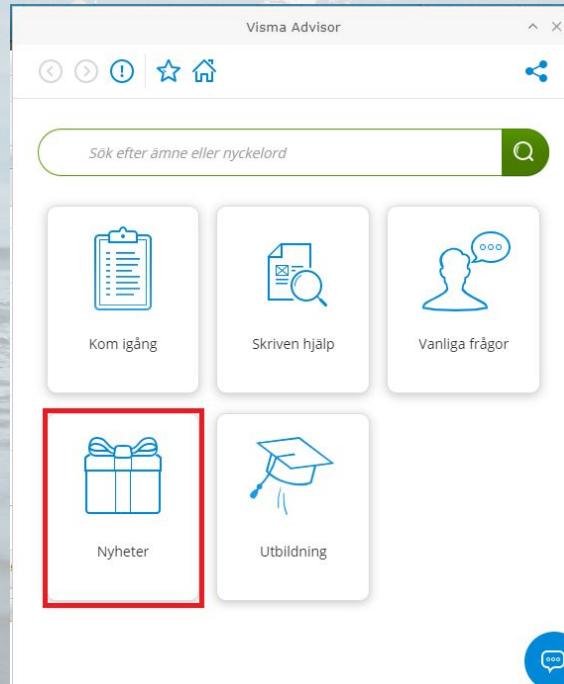 Visma Advisor
Sök efter ämne eller nyckelord
Kom igång
Skriven hjälp
Vanliga frågor
Nyheter
Utbildning